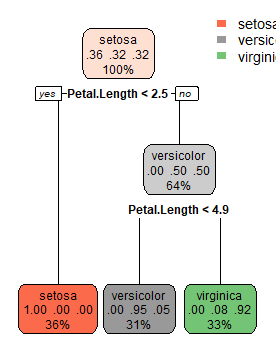 setosa
versic
virgini
setosa
.36 .32 .32
100%
yes Petal.Length < 2.5 no
versicolor
.00 .50 .50
64%
Petal.Length < 4.9
setosa versicolor virginica
1.00 .00 .00 .00 .95 .05 .00 .08 .92
36% 31% 33%